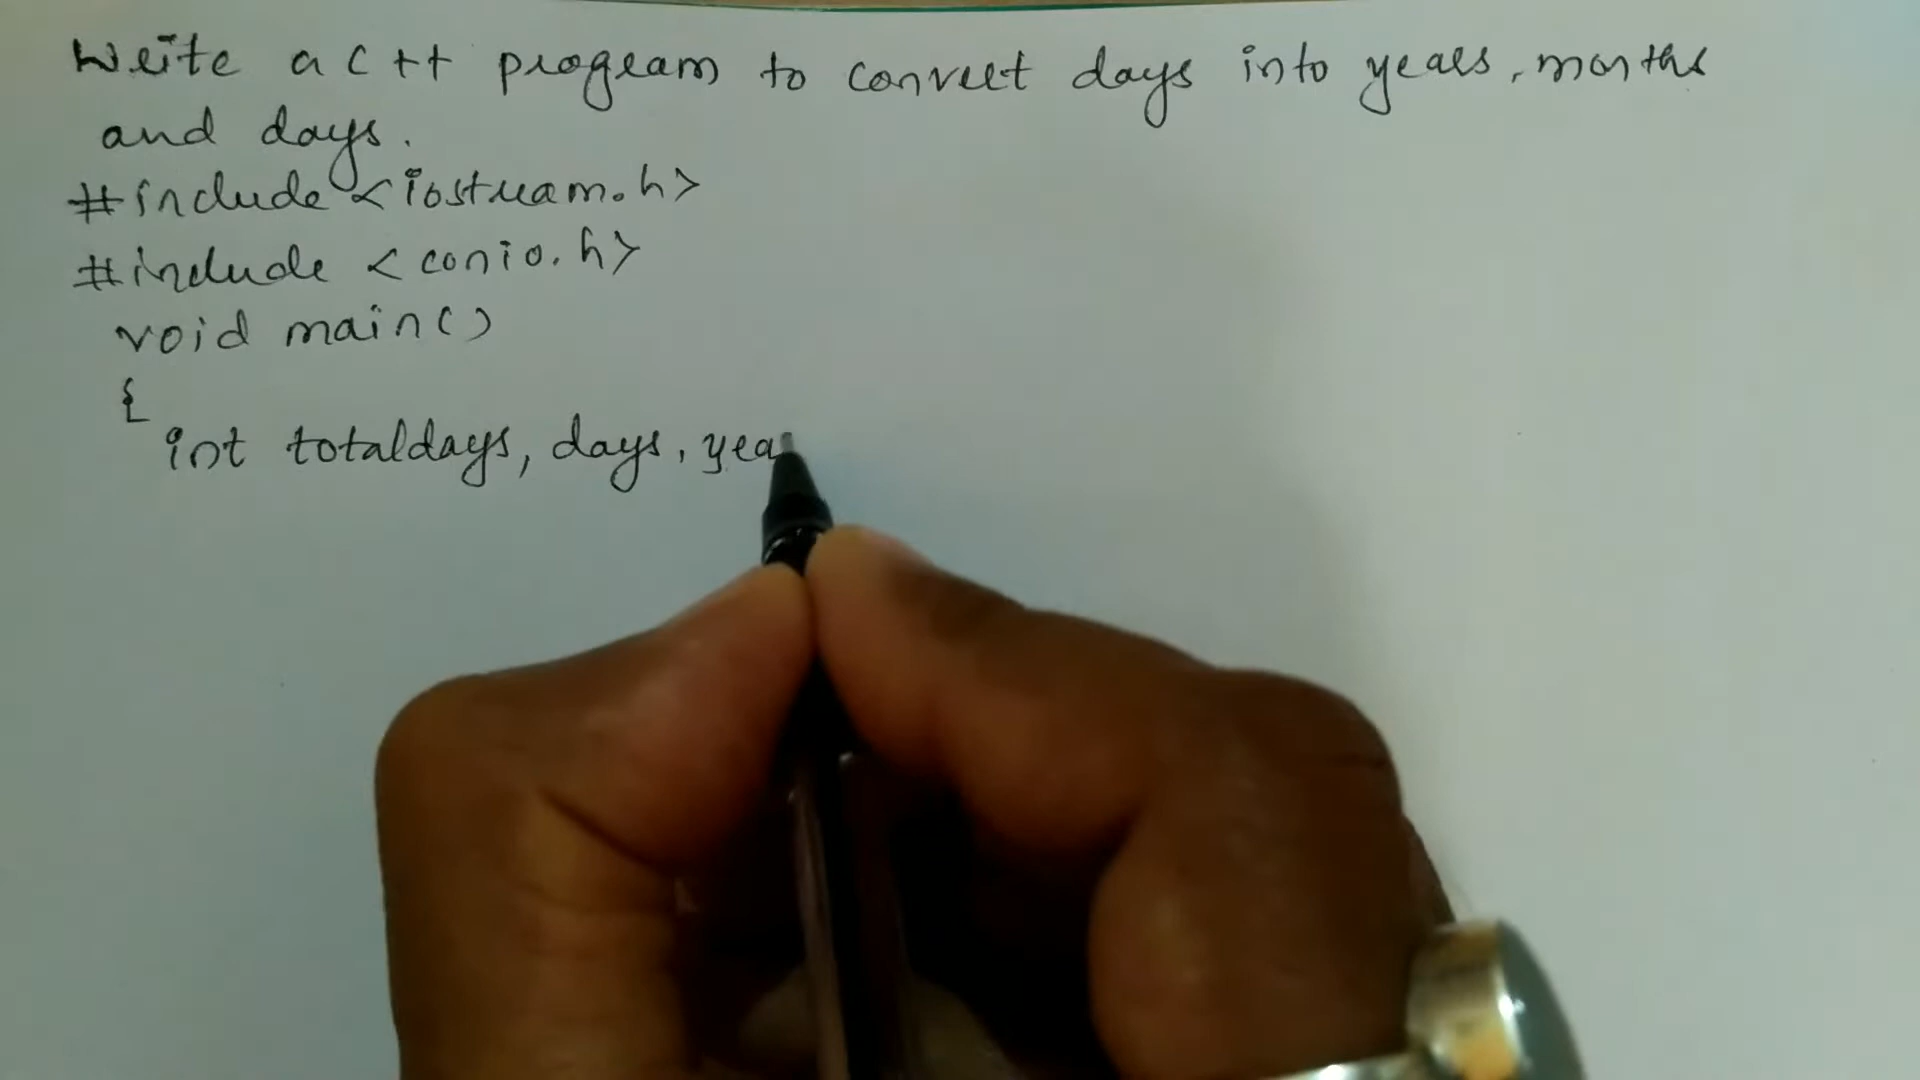 Write a C++ program to convert days into years, months
and days.
#include <iostream.h>
#include <conio.h>
void main()
{
int totaldays, days, yea